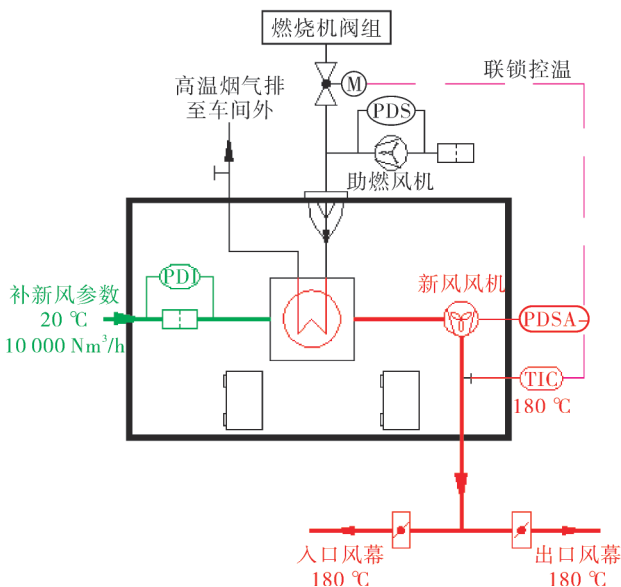 燃烧机阀组
高温烟气排
至车间外
M
联锁控温
PDS
助燃风机
补新风参数
20 ℃
10 000 Nm³/h
PDI
新风风机
PDSA
TIC
180 ℃
入口风幕
180 ℃
出口风幕
180 ℃